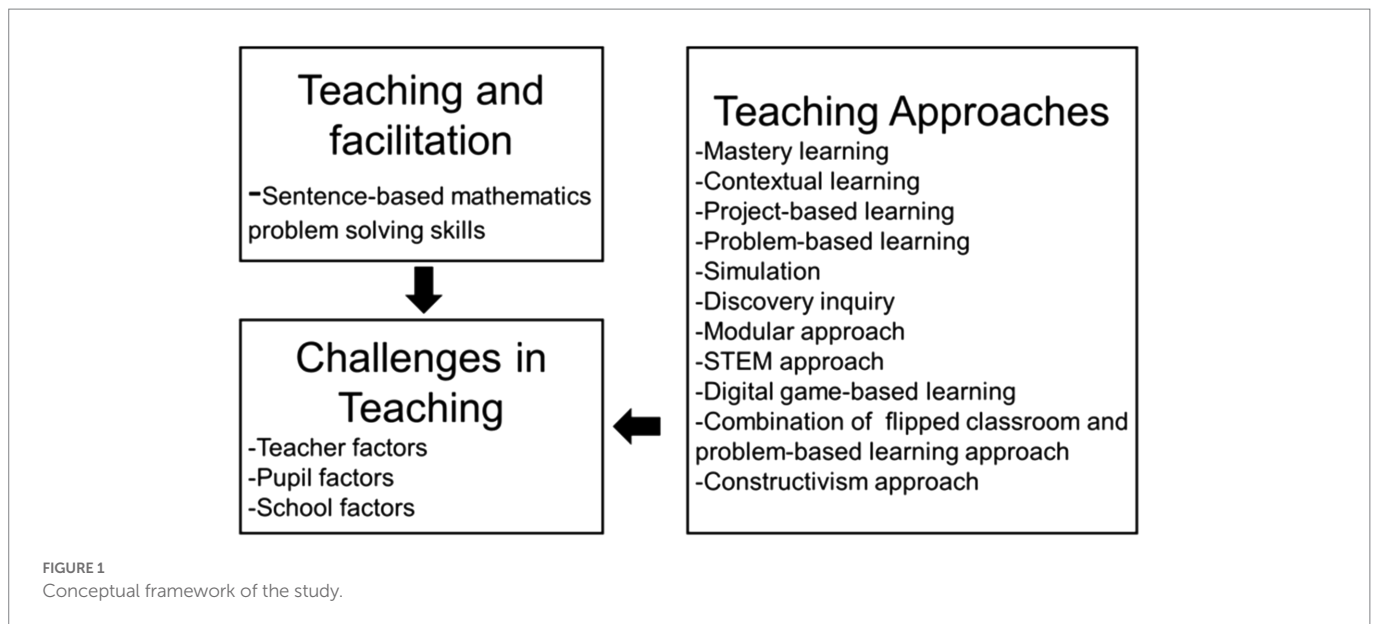 Teaching and
facilitation
-Sentence-based mathematics
problem solving skills
Challenges in
Teaching
-Teacher factors
-Pupil factors
-School factors
Teaching Approaches
-Mastery learning
-Contextual learning
-Project-based learning
-Problem-based learning
-Simulation
-Discovery inquiry
-Modular approach
-STEM approach
-Digital game-based learning
-Combination of flipped classroom and
problem-based learning approach
-Constructivism approach
FIGURE 1
Conceptual framework of the study.